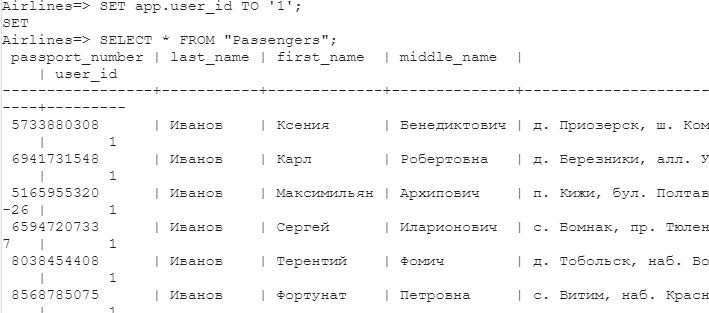 Airlines=> SET app.user_id TO '1';
SET
Airlines=> SELECT * FROM "Passengers";
passport_number | last_name | first_name | middle_name |
| user_id
-----------------+-----------+-------------+--------------+----------------------
----+---------
5733880308 | Иванов | Ксения | Бенедиктович | д. Приозерск, ш. Ком
| 1
6941731548 | Иванов | Карл | Робертовна | д. Березники, алл. У
| 1
5165955320 | Иванов | Максимильян | Архипович | п. Кижи, бул. Полтав
-26 | 1
6594720733 | Иванов | Сергей | Иларионович | с. Вомнак, пр. Тюлен
7 | 1
8038454408 | Иванов | Терентий | Фомич | д. Тобольск, наб. Во
| 1
8568785075 | Иванов | Фортунат | Петровна | с. Витим, наб. Красн
| 1